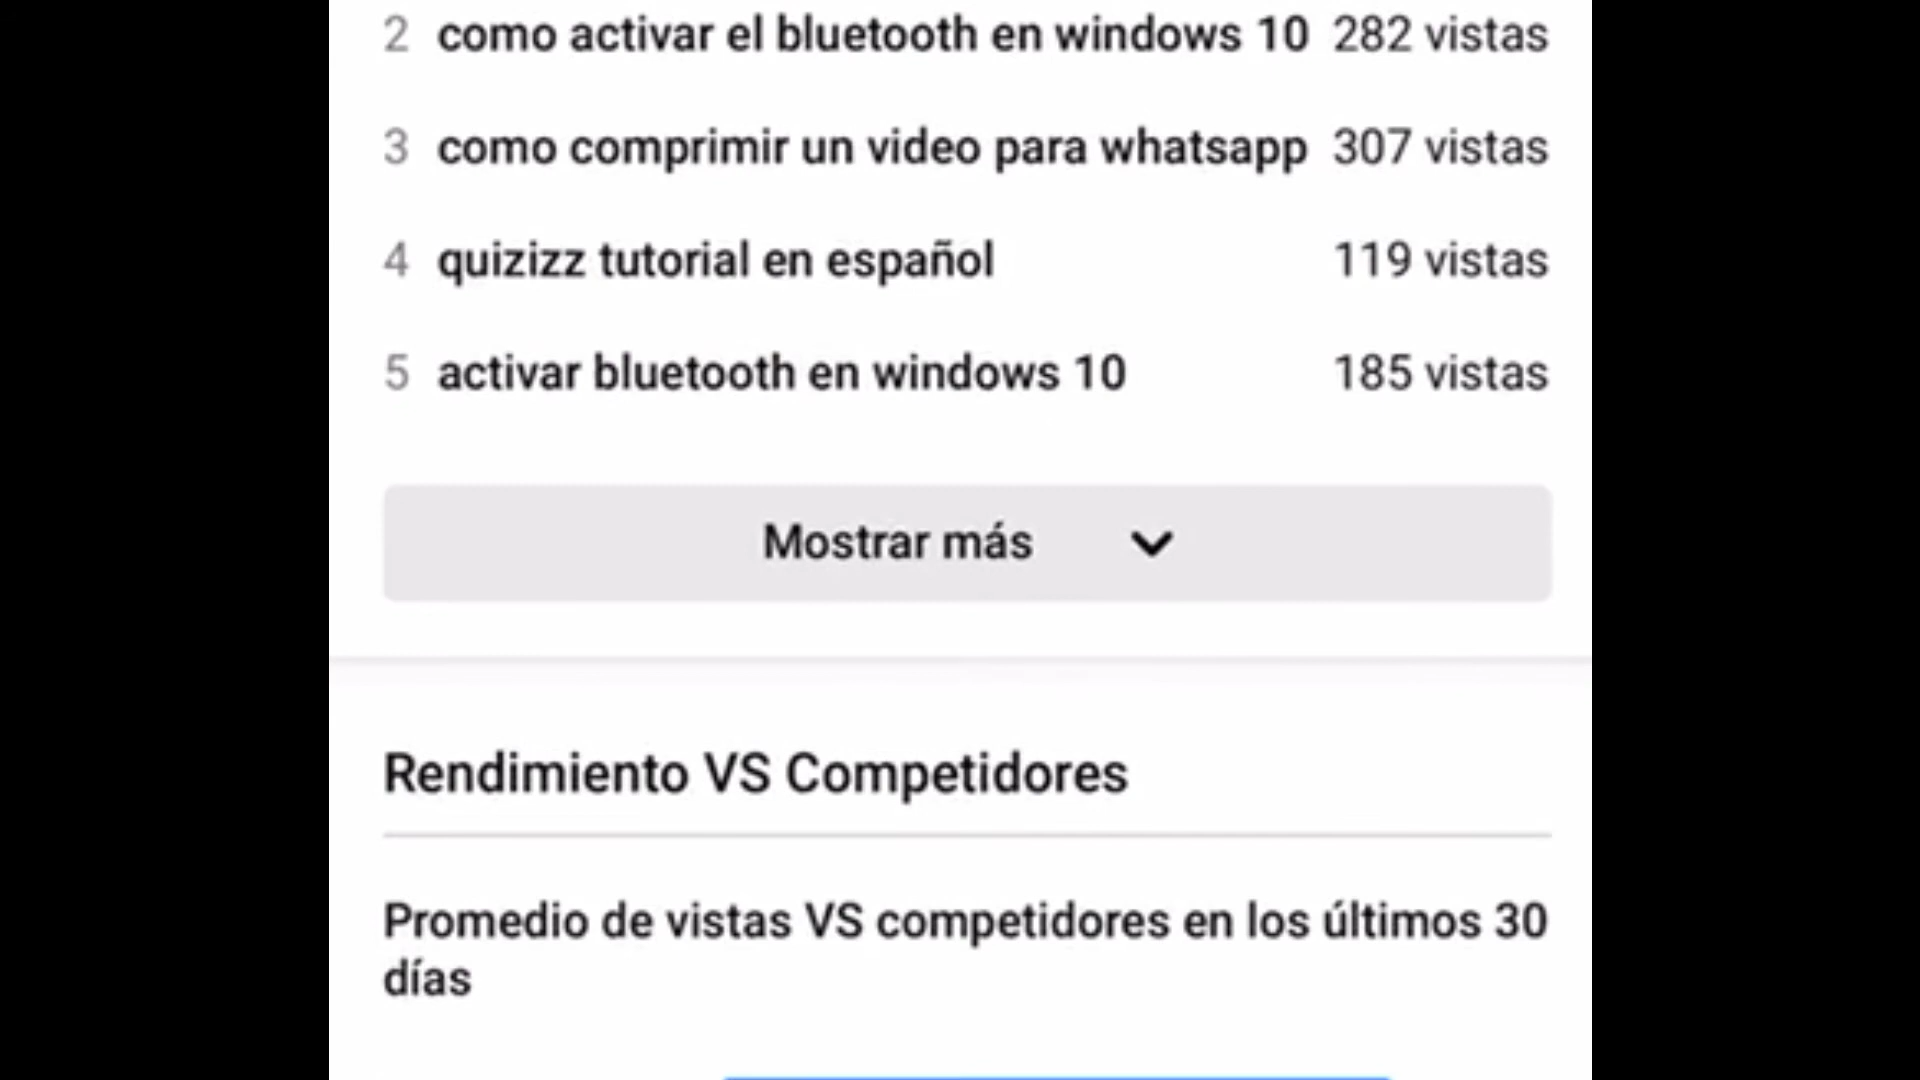 2 como activar el bluetooth en windows 10 282 vistas
3 como comprimir un video para whatsapp 307 vistas
4 quizizz tutorial en español 119 vistas
5 activar bluetooth en windows 10 185 vistas
Mostrar más
Rendimiento VS Competidores
Promedio de vistas VS competidores en los últimos 30
días